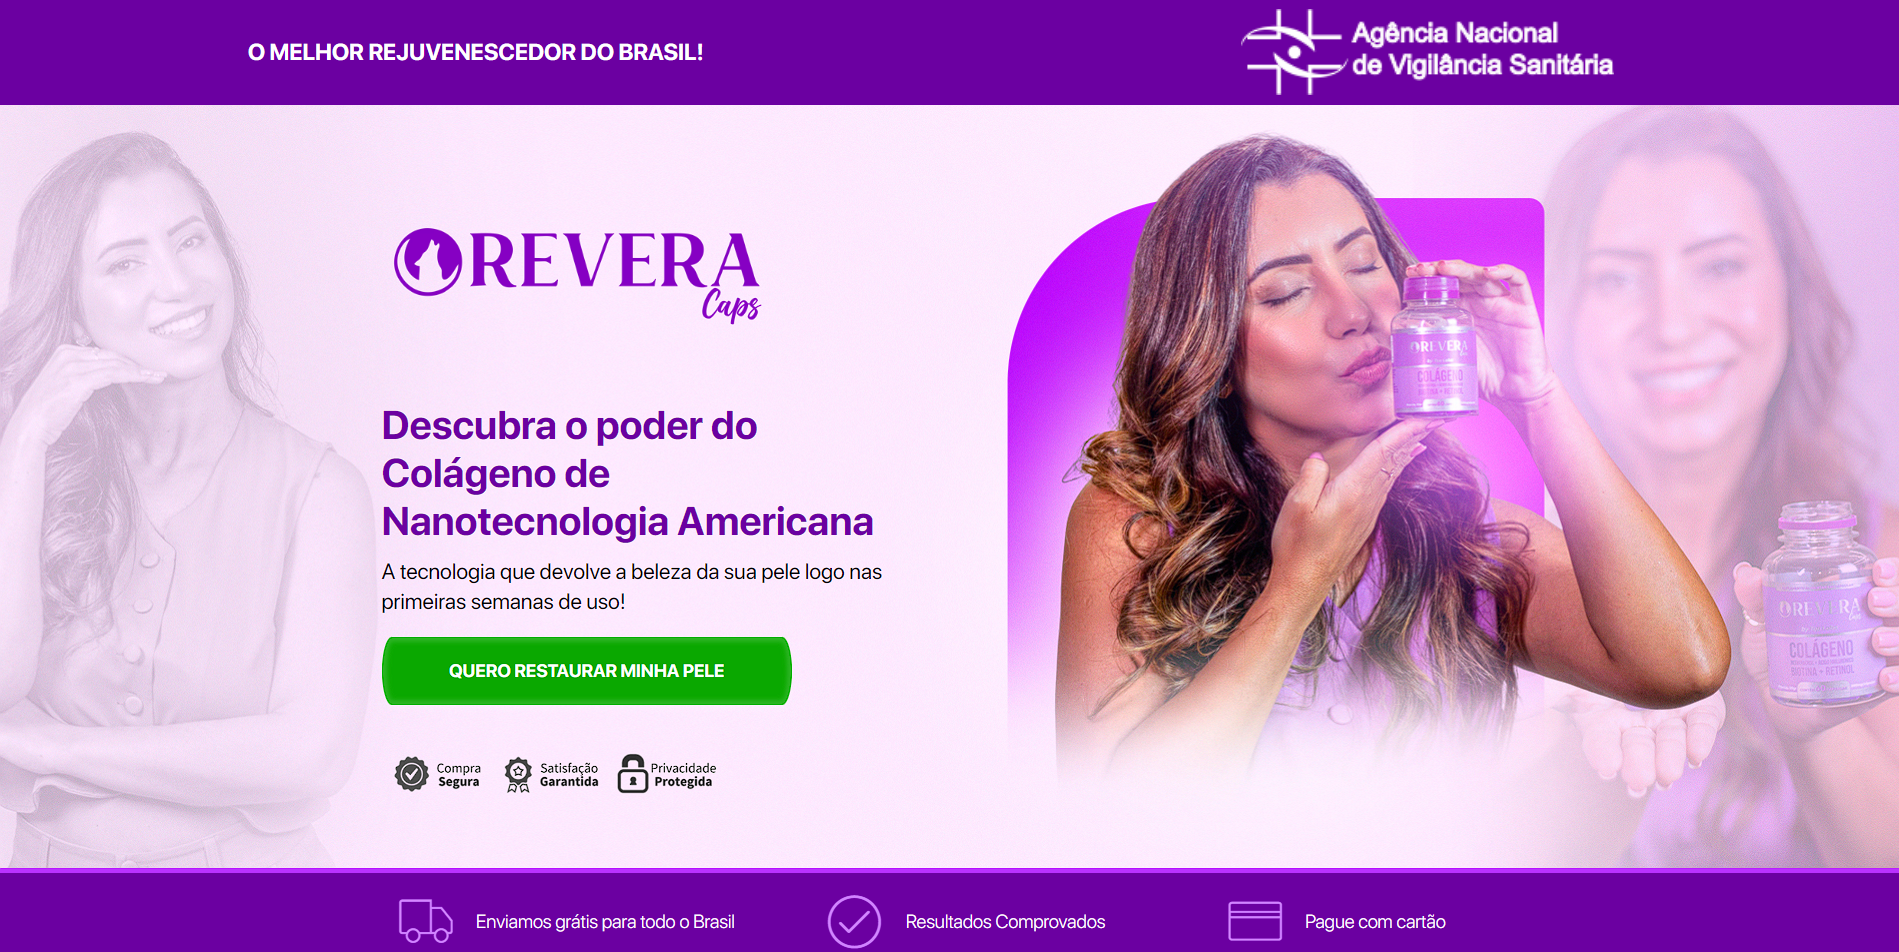 O MELHOR REJUVENESCEDOR DO BRASIL!
Agência Nacional
de Vigilância Sanitária
REVERA
Caps
Descubra o poder do
Colágeno de
Nanotecnologia Americana
A tecnologia que devolve a beleza da sua pele logo nas
primeiras semanas de uso!
QUERO RESTAURAR MINHA PELE
Compra
Segura
Satisfação
Garantida
Privacidade
Protegida
REVERA
COLÁGENO
BIOTINA + RETINOL
REVERA
Caps
COLÁGENO
BIOTINA + RETINOL
Enviamos grátis para todo o Brasil
Resultados Comprovados
Pague com cartão